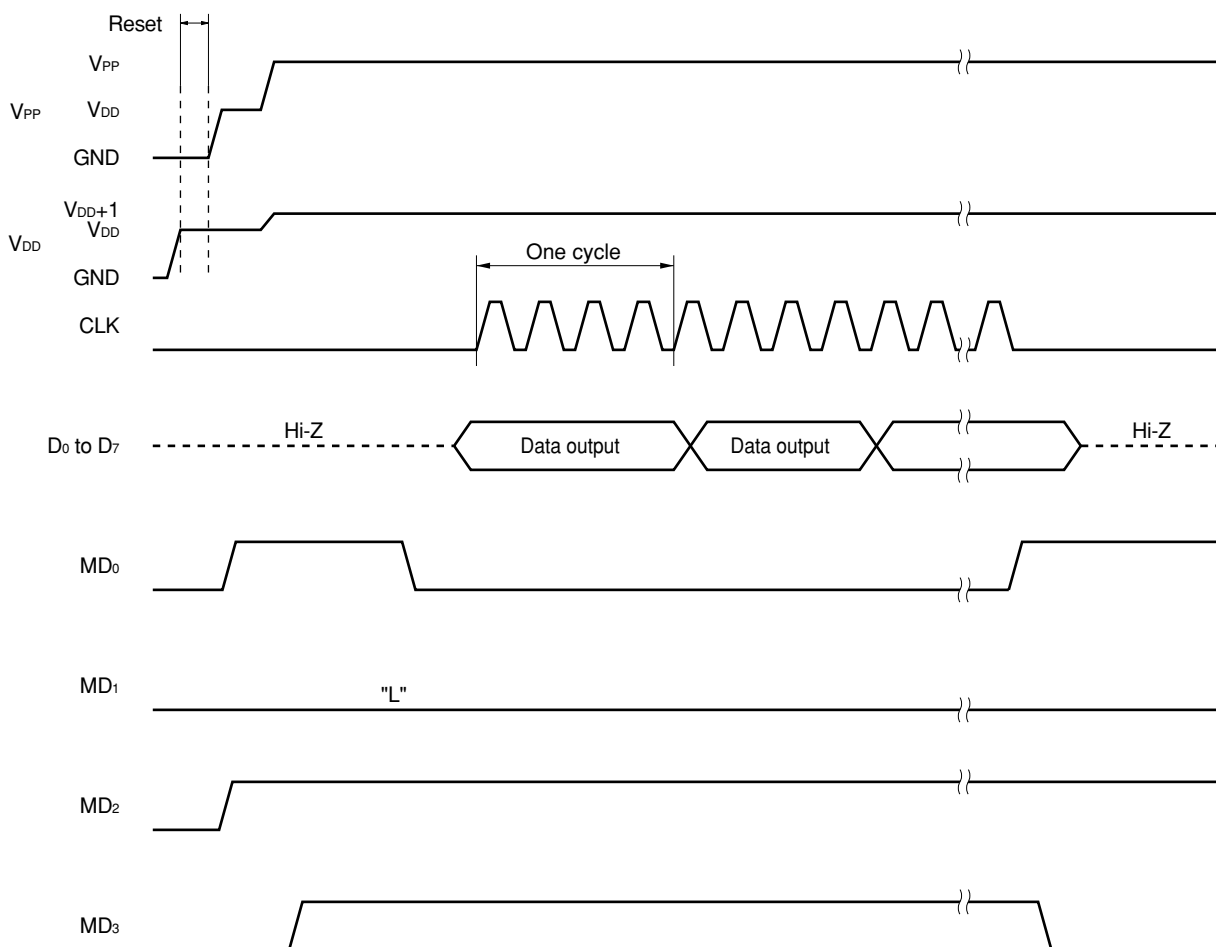 Reset
VPP
VPP
VDD
GND
VDD+1
VDD
VDD
GND
One cycle
CLK
D0 to D7
Hi-Z
Data output
Data output
Hi-Z
MD0
MD1
"L"
MD2
MD3